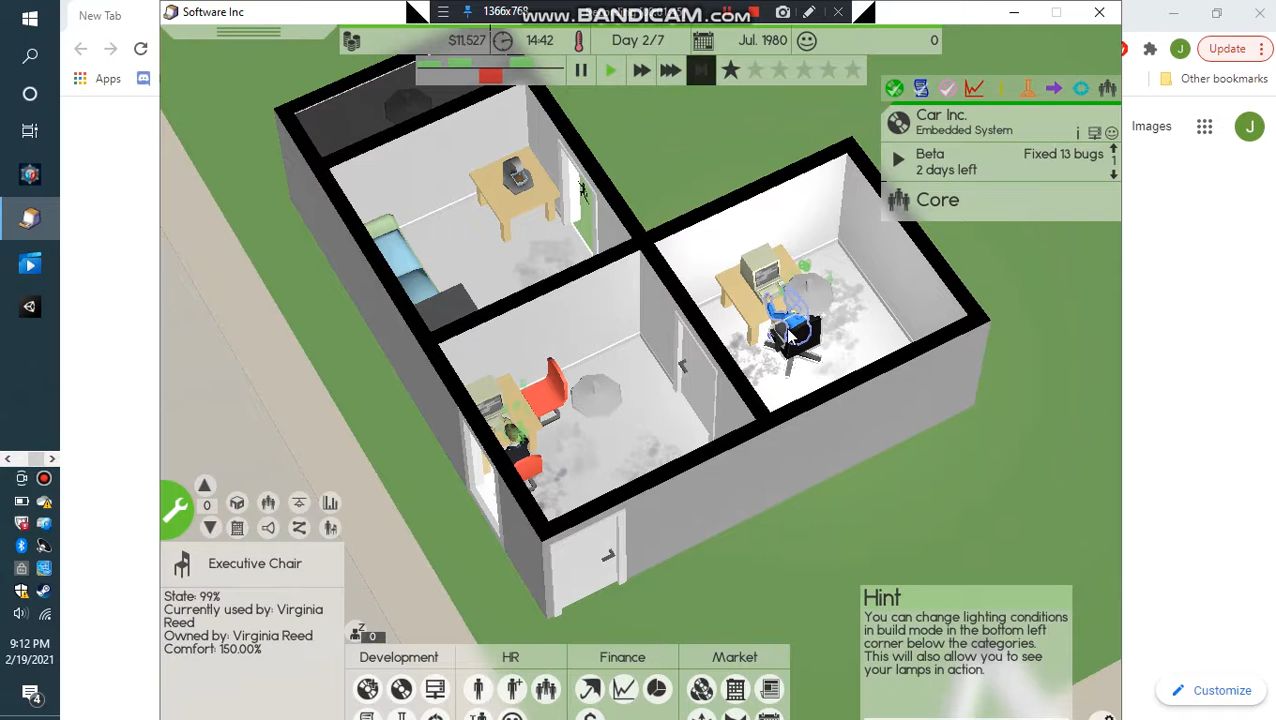 New Tab
Software Inc
1366x768
www.BANDICAM.com
Apps
Update
Other bookmarks
$11,527
14:42
Day 2/7
Jul. 1980
0
Images
J
J
Car Inc.
Embedded System
Beta
Fixed 13 bugs
2 days left
1
Core
0
Executive Chair
State: 99%
Currently used by: Virginia
Reed
Owned by: Virginia Reed
Comfort: 150.00%
Z
0
Hint
You can change lighting conditions
in build mode in the bottom left
corner below the categories.
This will also allow you to see
your lamps in action.
Development
HR
Finance
Market
9:12 PM
2/19/2021
4
Customize